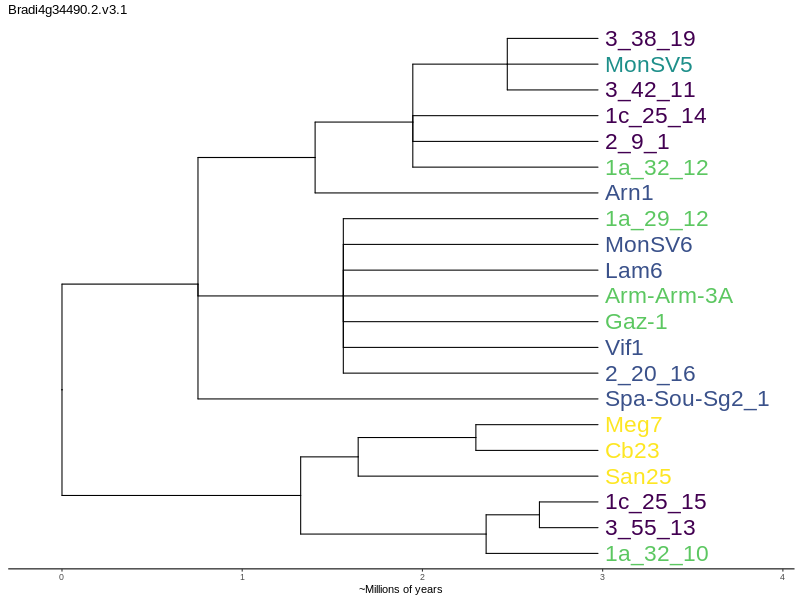 Bradi4g34490.2.v3.1
3_38_19
MonSV5
3_42_11
1c_25_14
2_9_1
1a_32_12
Arn1
1a_29_12
MonSV6
Lam6
Arm-Arm-3A
Gaz-1
Vif1
2_20_16
Spa-Sou-Sg2_1
Meg7
Cb23
San25
1c_25_15
3_55_13
1a_32_10
0 1 2 3 4
~Millions of years